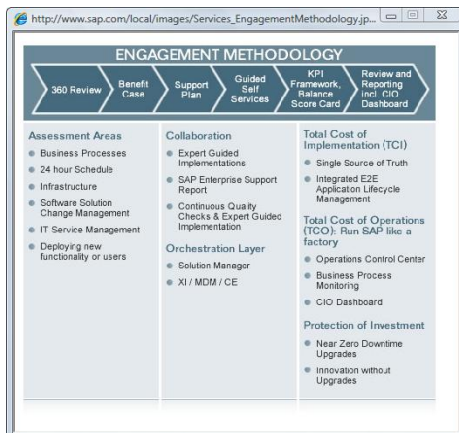 http://www.sap.com/local/images/Services_EngagementMethodology.jp...
ENGAGEMENT METHODOLOGY
360 Review
Benefit
Case
Support
Plan
Guided
Self
Services
KPI
Framework,
Balance
Score Card
Review and
Reporting
incl. CIO
Dashboard
Assessment Areas
Business Processes
24 hour Schedule
Infrastructure
Software Solution
Change Management
IT Service Management
Deploying new
functionality or users
Collaboration
Expert Guided
Implementations
SAP Enterprise Support
Report
Continuous Quality
Checks & Expert Guided
Implementation
Orchestration Layer
Solution Manager
XI / MDM / CE
Total Cost of
Implementation (TCI)
Single Source of Truth
Integrated E2E
Application Lifecycle
Management
Total Cost of Operations
(TCO): Run SAP like a
factory
Operations Control Center
Business Process
Monitoring
CIO Dashboard
Protection of Investment
Near Zero Downtime
Upgrades
Innovation without
Upgrades